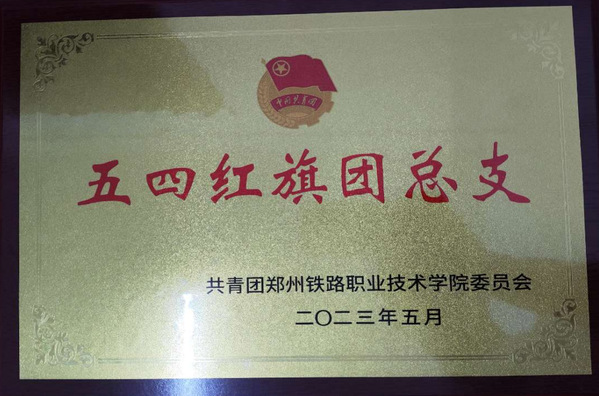 中国共青团
五四红旗团总支
共青团郑州铁路职业技术学院委员会
二〇二三年五月